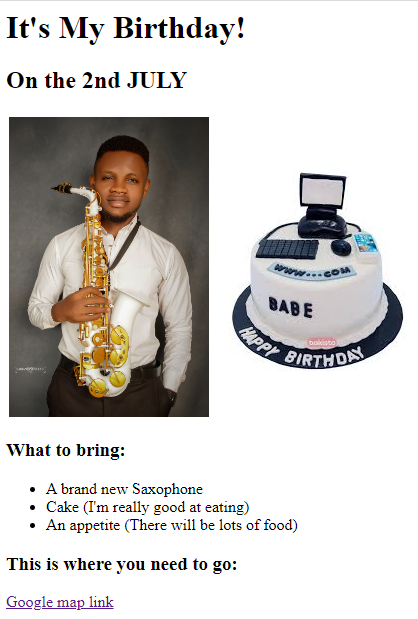 It's My Birthday!
On the 2nd JULY
WWW...COM
BABE
HAPPY BIRTHDAY
bakisto
What to bring:
A brand new Saxophone
Cake (I'm really good at eating)
An appetite (There will be lots of food)
This is where you need to go:
Google map link